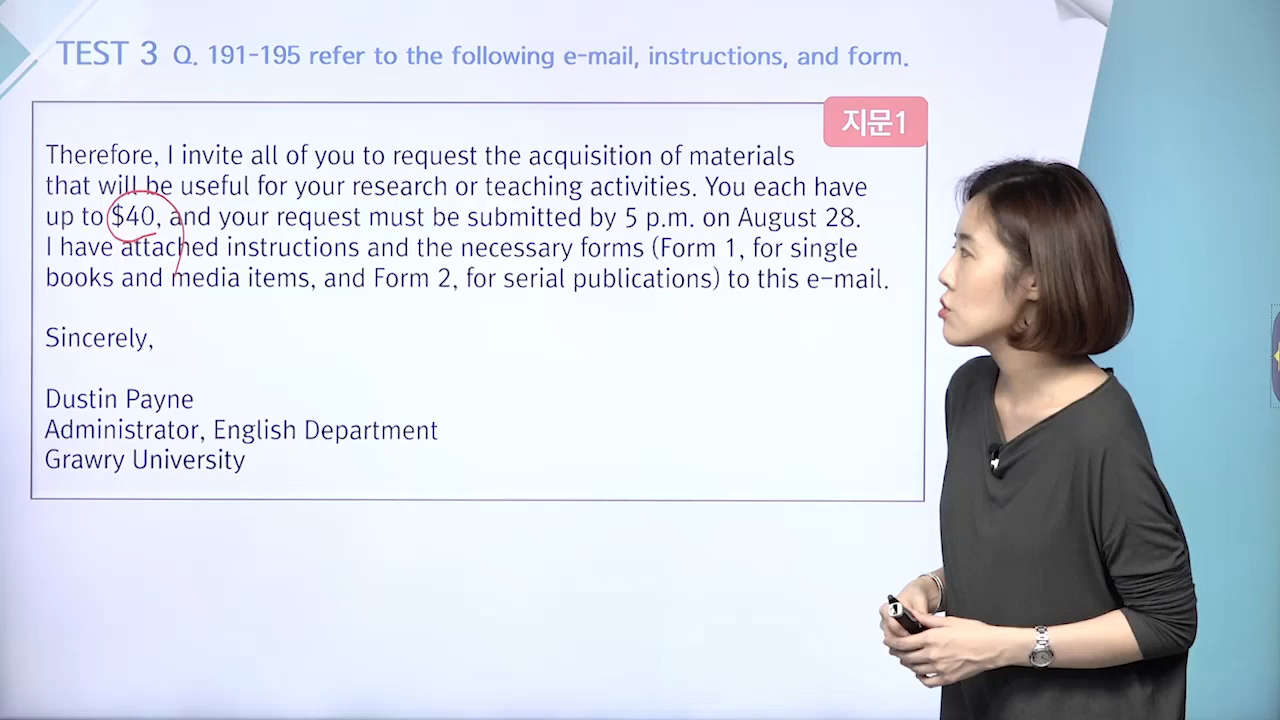 TEST 3 Q. 191-195 refer to the following e-mail, instructions, and form.
지문1
Therefore, I invite all of you to request the acquisition of materials
that will be useful for your research or teaching activities. You each have
up to $40, and your request must be submitted by 5 p.m. on August 28.
I have attached instructions and the necessary forms (Form 1, for single
books and media items, and Form 2, for serial publications) to this e-mail.
Sincerely,
Dustin Payne
Administrator, English Department
Grawry University